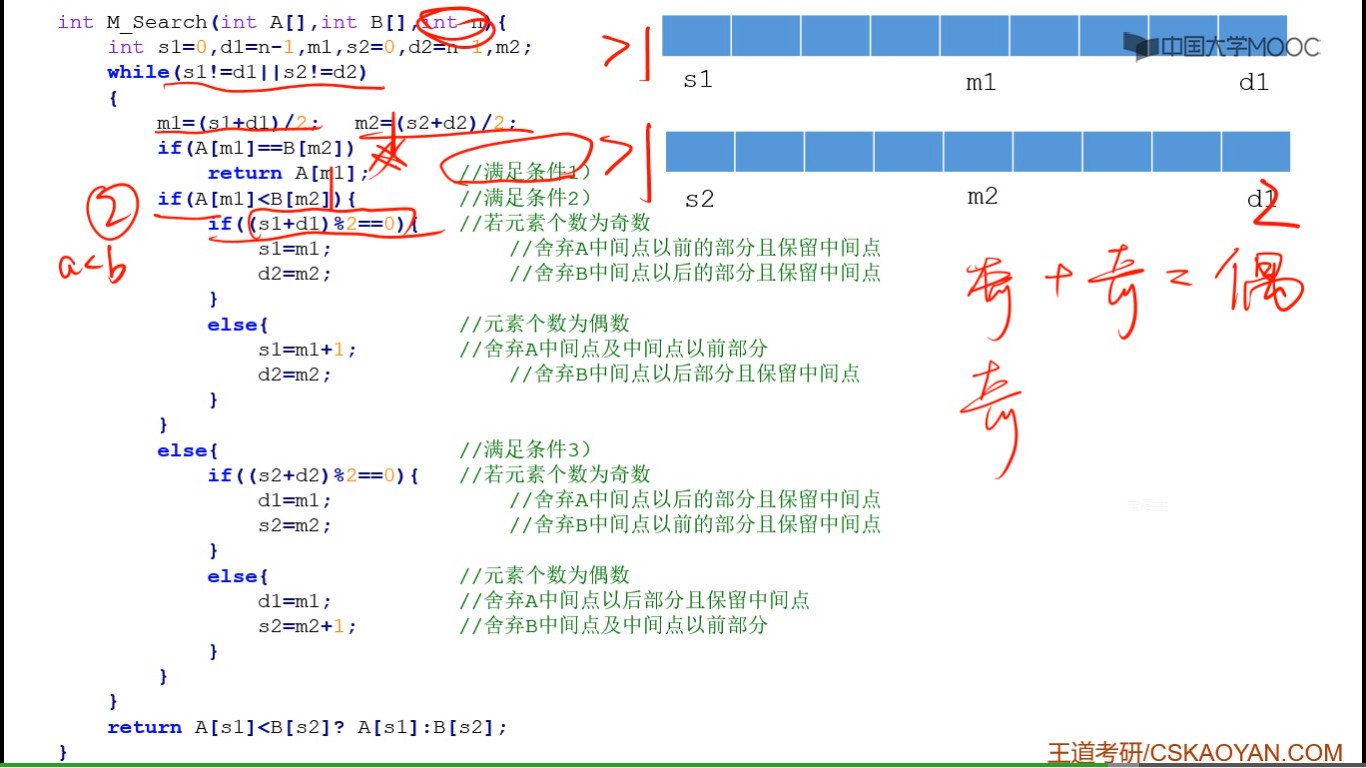 int M_Search(int A[],int B[],int n){
int s1=0,d1=n-1,m1,s2=0,d2=n-1,m2;
while(s1!=d1||s2!=d2)
{
m1=(s1+d1)/2; m2=(s2+d2)/2;
if(A[m1]==B[m2])
return A[m1]; //满足条件1）
if(A[m1]<B[m2]){ //满足条件2）
if((s1+d1)%2==0){ //若元素个数为奇数
s1=m1; //舍弃A中间点以前的部分且保留中间点
d2=m2; //舍弃B中间点以后的部分且保留中间点
}
else{ //元素个数为偶数
s1=m1+1; //舍弃A中间点及中间点以前部分
d2=m2; //舍弃B中间点以后部分且保留中间点
}
}
else{ //满足条件3）
if((s2+d2)%2==0){ //若元素个数为奇数
d1=m1; //舍弃A中间点以后的部分且保留中间点
s2=m2; //舍弃B中间点以前的部分且保留中间点
}
else{ //元素个数为偶数
d1=m1; //舍弃A中间点以后部分且保留中间点
s2=m2+1; //舍弃B中间点及中间点以前部分
}
}
}
return A[s1]<B[s2]? A[s1]:B[s2];
}
② 
a<b
>1
中国大学MOOC
s1 m1 d1
>1
s2 m2 d1
2
奇+奇=偶
奇
王道考研/CSKAOYAN.COM